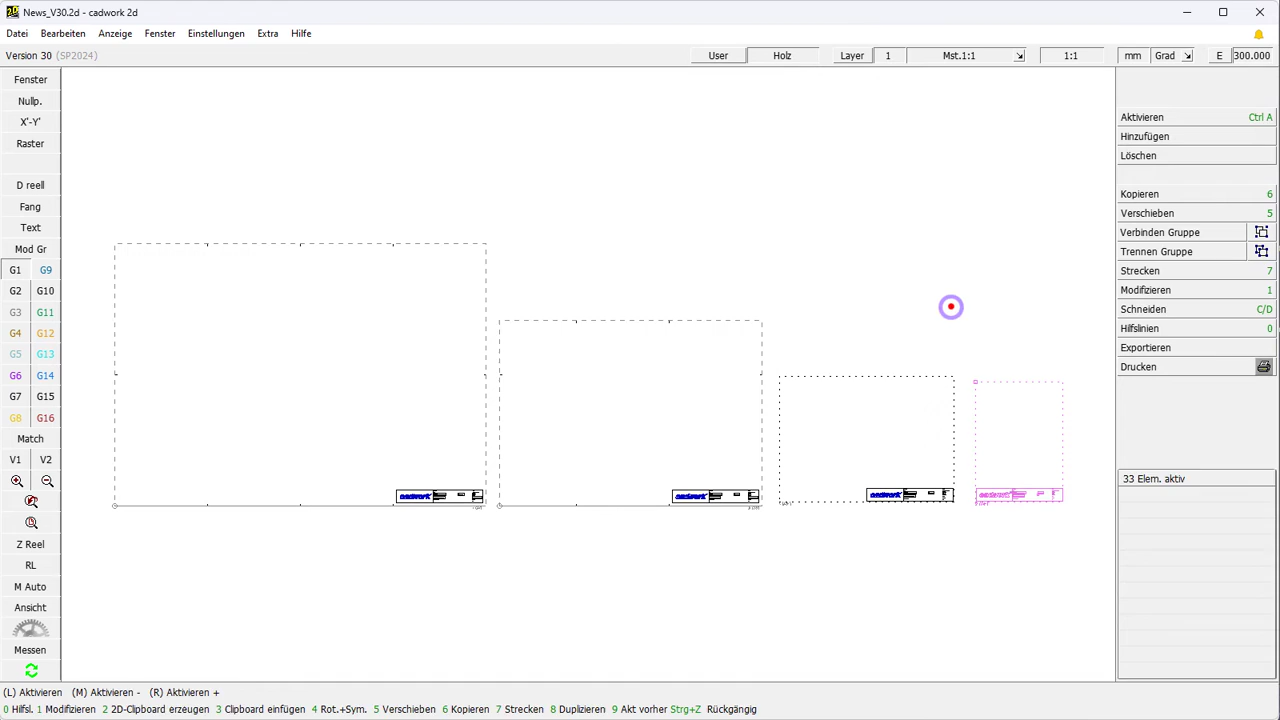 News_V30.2d - cadwork 2d
Datei Bearbeiten Anzeige Fenster Einstellungen Extra Hilfe
Version 30 (SP2024) User Holz Layer 1 Mst.1:1 1:1 mm Grad E 300.000
Fenster
Nullp.
X'-Y'
Raster
D reell
Fang
Text
Mod Gr
G1 G9
G2 G10
G3 G11
G4 G12
G5 G13
G6 G14
G7 G15
G8 G16
Match
V1 V2
Z Reel
RL
M Auto
Ansicht
Messen
cadwork
cadwork
cadwork
cadwork
Aktivieren Ctrl A
Hinzufügen
Löschen
Kopieren 6
Verschieben 5
Verbinden Gruppe
Trennen Gruppe
Strecken 7
Modifizieren 1
Schneiden C/D
Hilfslinien 0
Exportieren
Drucken
33 Elem. aktiv
(L) Aktivieren (M) Aktivieren - (R) Aktivieren +
0 Hilfsl. 1 Modifizieren 2 2D-Clipboard erzeugen 3 Clipboard einfügen 4 Rot.+Sym. 5 Verschieben 6 Kopieren 7 Strecken 8 Duplizieren 9 Akt vorher Strg+Z Rückgängig